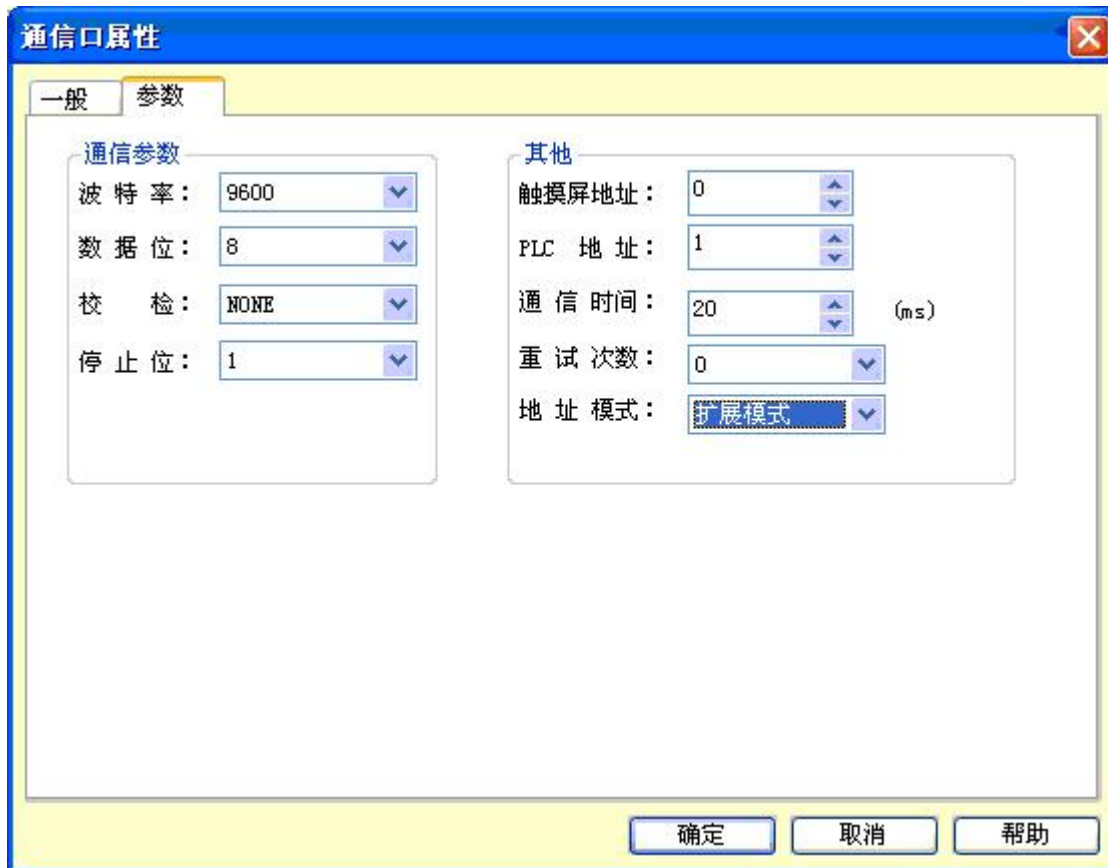 通信口属性
一般
参数
通信参数
波 特 率： 9600
数 据 位： 8
校 检： NONE
停 止 位： 1
其他
触摸屏地址： 0
PLC 地 址： 1
通 信 时间： 20 (ms)
重 试 次数： 0
地 址 模式： 扩展模式
确定
取消
帮助